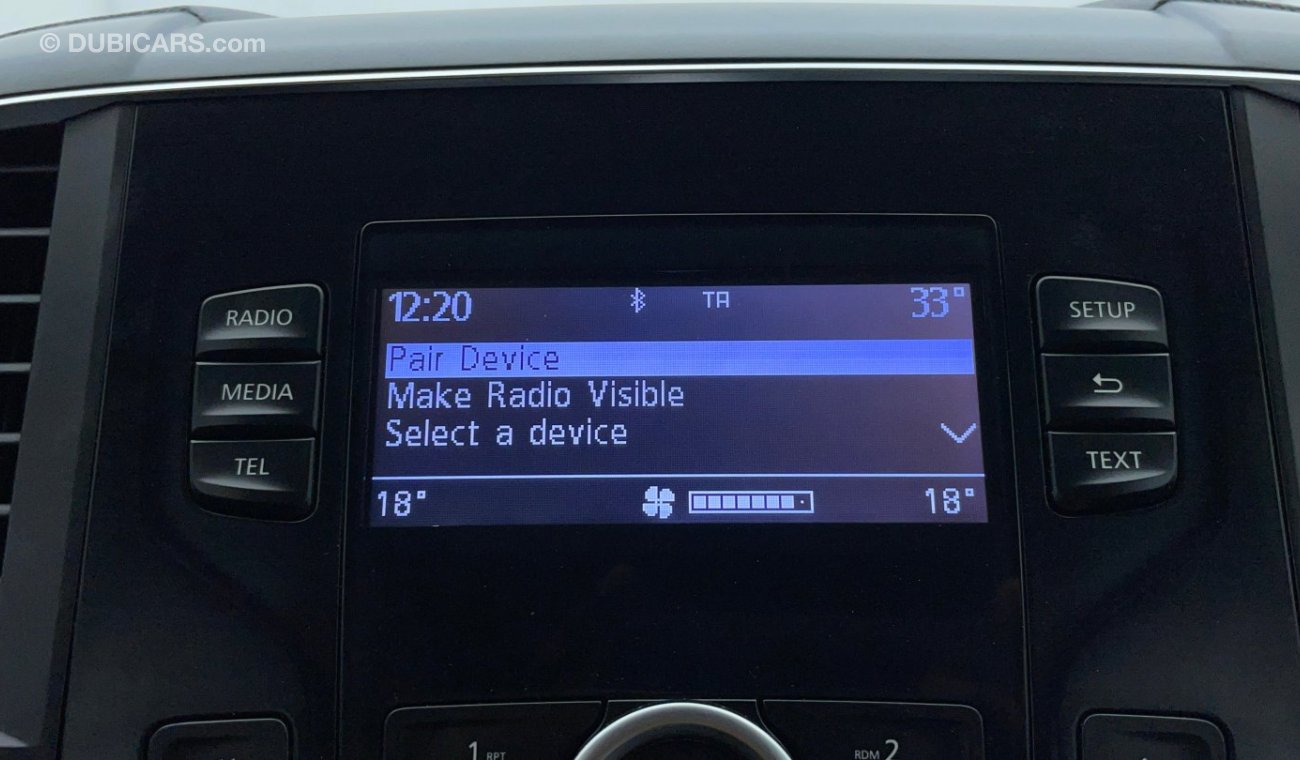 © DUBICARS.com
RADIO
MEDIA
TEL
12:20 TA 33°
Pair Device
Make Radio Visible
Select a device
18° 18°
SETUP
TEXT
1 RPT
RDM 2